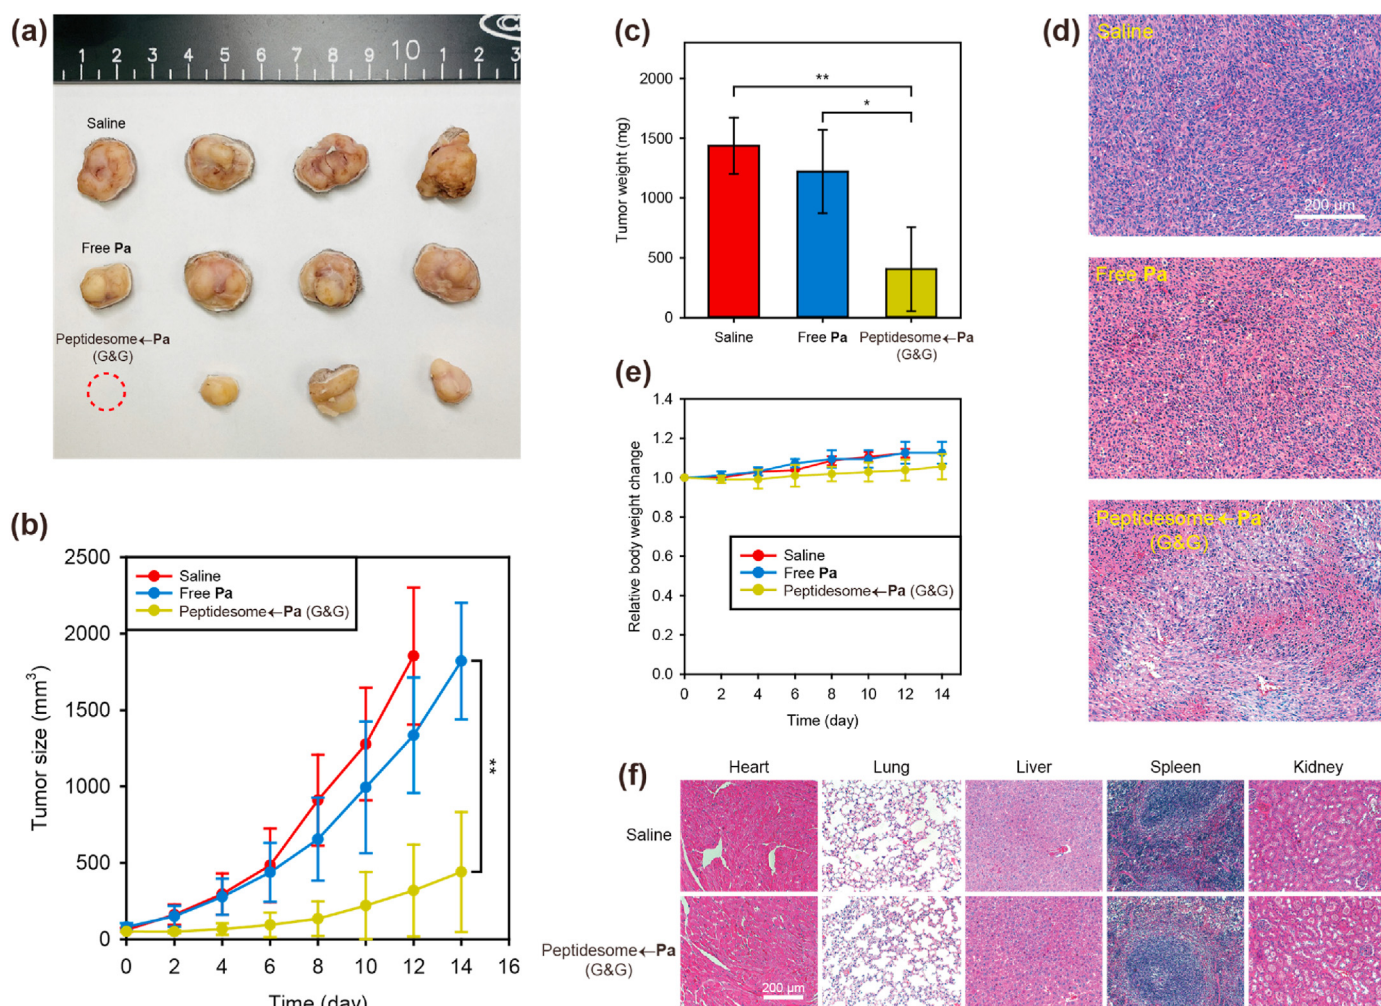 (a)
1 2 3 4 5 6 7 8 9 10 1 2 3
Saline
Free Pa
Peptidesome←Pa
(G&G)
(b)
2500
2000
1500
1000
500
0
Tumor size (mm³)
Saline
Free Pa
Peptidesome←Pa (G&G)
**
0 2 4 6 8 10 12 14 16
Time (day)
(c)
2000
1500
1000
500
0
Tumor weight (mg)
**
*
Saline Free Pa Peptidesome←Pa
(G&G)
(e)
1.4
1.2
1.0
0.8
0.6
0.4
0.2
0.0
Relative body weight change
Saline
Free Pa
Peptidesome←Pa (G&G)
0 2 4 6 8 10 12 14
Time (day)
(d)
Saline
200 µm
Free Pa
Peptidesome←Pa
(G&G)
(f)
Heart Lung Liver Spleen Kidney
Saline
Peptidesome←Pa
(G&G)
200 µm